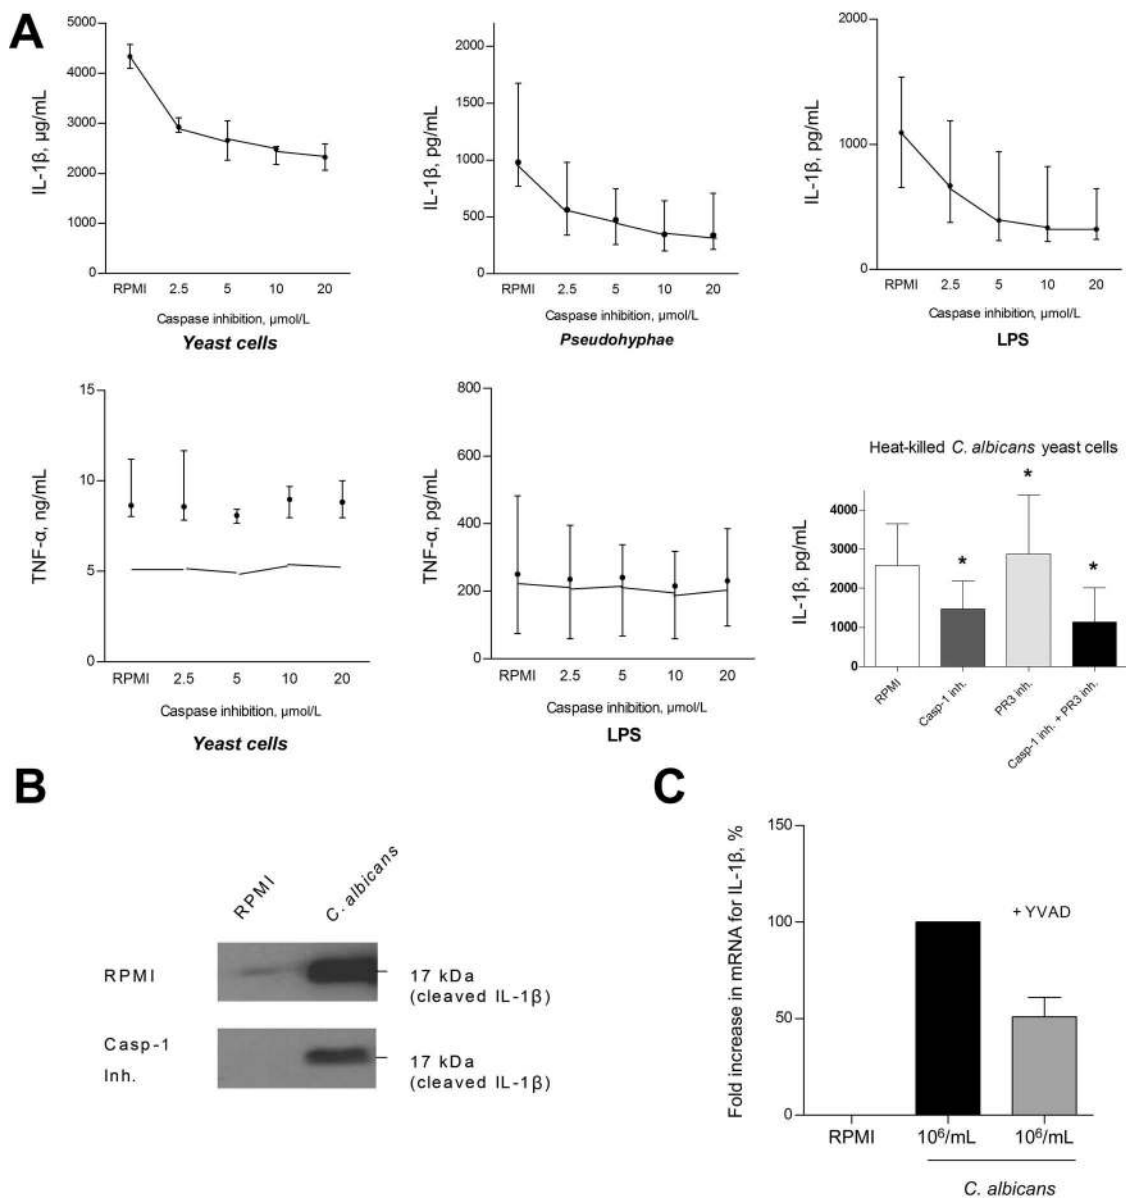 A
5000
4000
3000
2000
1000
0
IL-1β, µg/mL
RPMI 2.5 5 10 20
Caspase inhibition, µmol/L
Yeast cells
2000
1500
1000
500
0
IL-1β, pg/mL
RPMI 2.5 5 10 20
Caspase inhibition, µmol/L
Pseudohyphae
2000
1000
0
IL-1β, pg/mL
RPMI 2.5 5 10 20
Caspase inhibition, µmol/L
LPS
15
10
5
0
TNF-α, ng/mL
RPMI 2.5 5 10 20
Caspase inhibition, µmol/L
Yeast cells
800
600
400
200
0
TNF-α, pg/mL
RPMI 2.5 5 10 20
Caspase inhibition, µmol/L
LPS
Heat-killed C. albicans yeast cells
4000
3000
2000
1000
0
IL-1β, pg/mL
* * *
RPMI
Casp-1 inh.
PR3 inh.
Casp-1 inh. + PR3 inh.
B
RPMI
C. albicans
RPMI
17 kDa
(cleaved IL-1β)
Casp-1
Inh.
17 kDa
(cleaved IL-1β)
C
150
100
50
0
Fold increase in mRNA for IL-1β, %
+ YVAD
RPMI 10⁶/mL 10⁶/mL
C. albicans